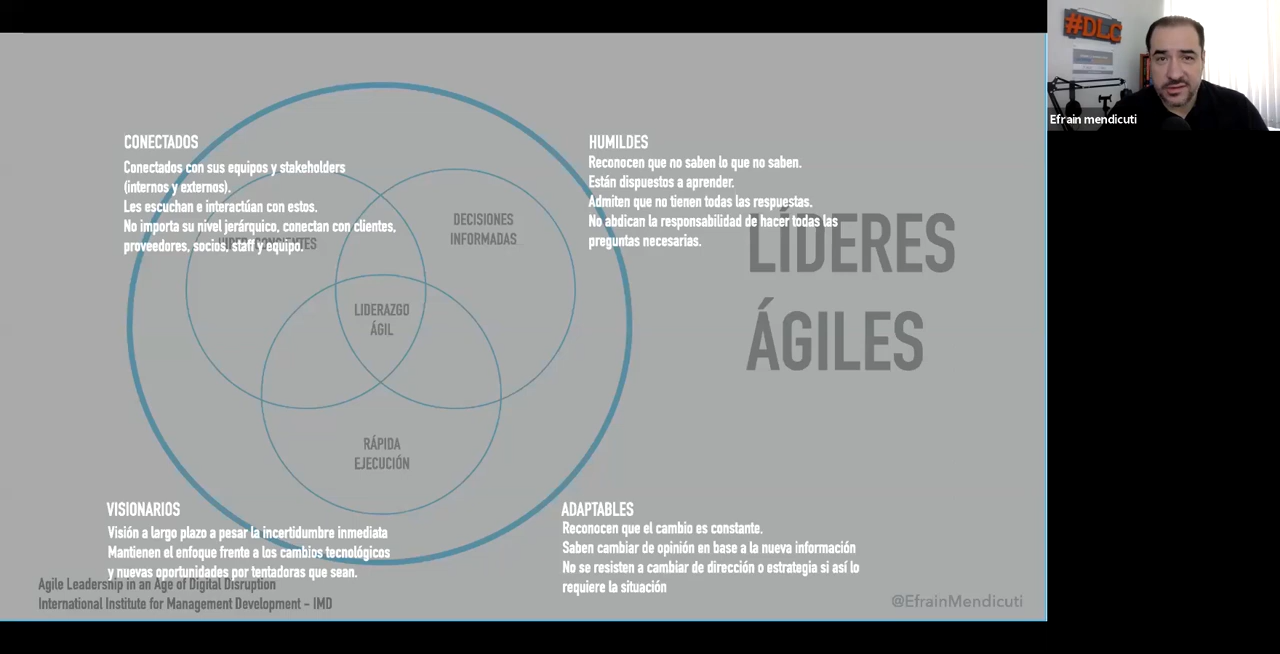 #DLC
Efrain mendicuti
CONECTADOS
Conectados con sus equipos y stakeholders
(internos y externos).
Les escuchan e interactúan con estos.
No importa su nivel jerárquico, conectan con clientes,
proveedores, socios, staff y equipo.
HUMILDES
Reconocen que no saben lo que no saben.
Están dispuestos a aprender.
Admiten que no tienen todas las respuestas.
No abdican la responsabilidad de hacer todas las
preguntas necesarias.
DECISIONES
INFORMADAS
LÍDERES
ÁGILES
LIDERAZGO
ÁGIL
RÁPIDA
EJECUCIÓN
VISIONARIOS
Visión a largo plazo a pesar la incertidumbre inmediata
Mantienen el enfoque frente a los cambios tecnológicos
y nuevas oportunidades por tentadoras que sean.
ADAPTABLES
Reconocen que el cambio es constante.
Saben cambiar de opinión en base a la nueva información
No se resisten a cambiar de dirección o estrategia si así lo
requiere la situación
Agile Leadership in an Age of Digital Disruption
International Institute for Management Development - IMD
@EfrainMendicuti